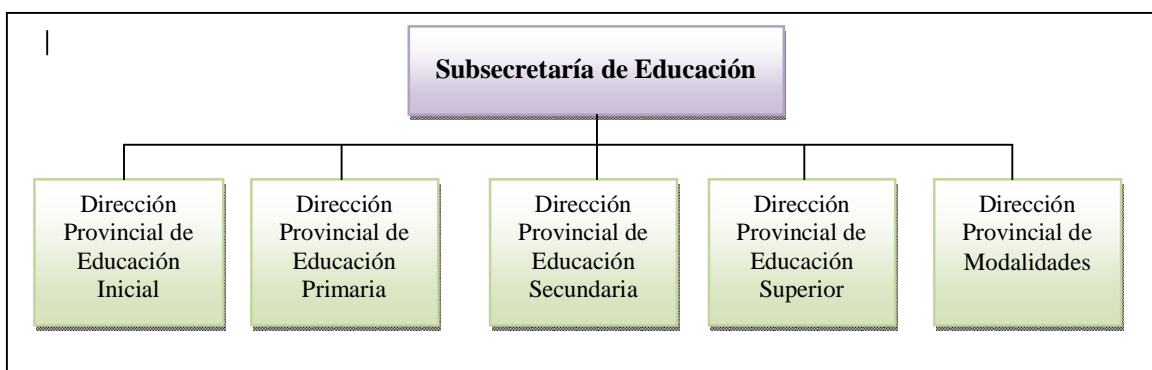 Subsecretaría de Educación
Dirección
Provincial de
Educación
Inicial
Dirección
Provincial de
Educación
Primaria
Dirección
Provincial de
Educación
Secundaria
Dirección
Provincial de
Educación
Superior
Dirección
Provincial de
Modalidades